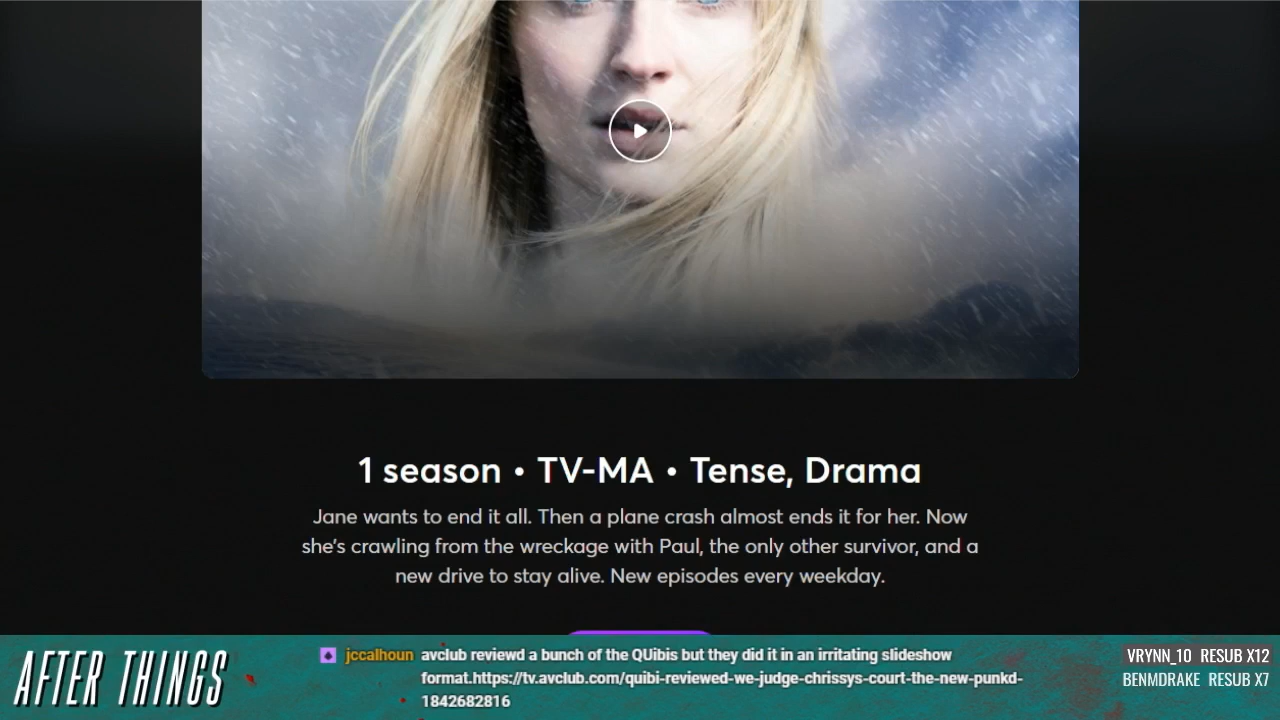 1 season • TV-MA • Tense, Drama
Jane wants to end it all. Then a plane crash almost ends it for her. Now
she's crawling from the wreckage with Paul, the only other survivor, and a
new drive to stay alive. New episodes every weekday.
AFTER THINGS
jccalhoun avclub reviewd a bunch of the QUibis but they did it in an irritating slideshow
format.https://tv.avclub.com/quibi-reviewed-we-judge-chrissys-court-the-new-punkd-
1842682816
VRYNN_10 RESUB X12
BENMDRAKE RESUB X7